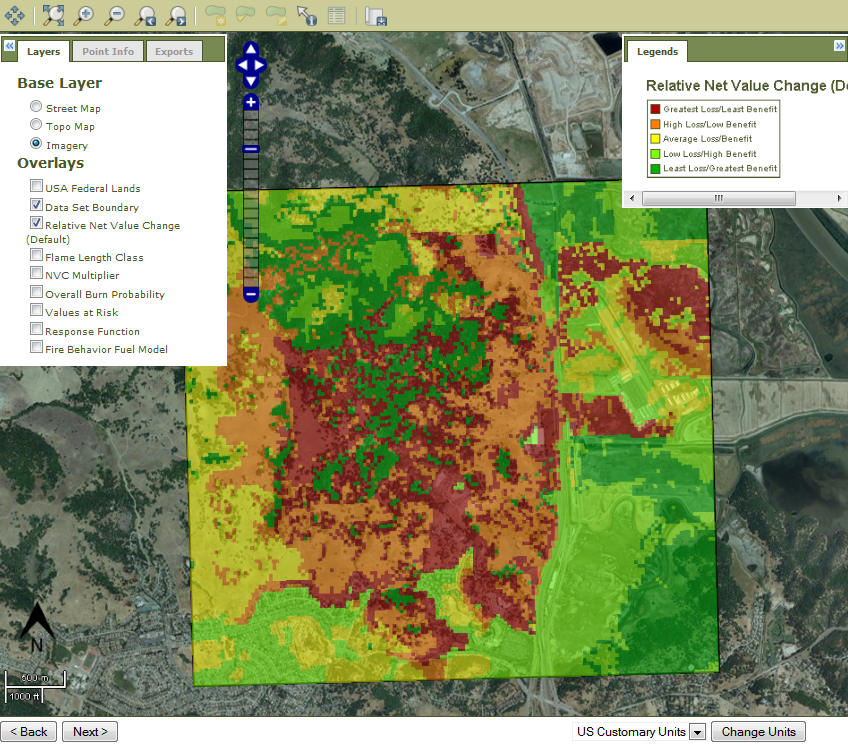 Layers
Point Info
Exports
Base Layer
Street Map
Topo Map
Imagery
Overlays
USA Federal Lands
Data Set Boundary
Relative Net Value Change
(Default)
Flame Length Class
NVC Multiplier
Overall Burn Probability
Values at Risk
Response Function
Fire Behavior Fuel Model
Legends
Relative Net Value Change (De
Greatest Loss/Least Benefit
High Loss/Low Benefit
Average Loss/Benefit
Low Loss/High Benefit
Least Loss/Greatest Benefit
N
500 m
1000 ft
< Back
Next >
US Customary Units
Change Units